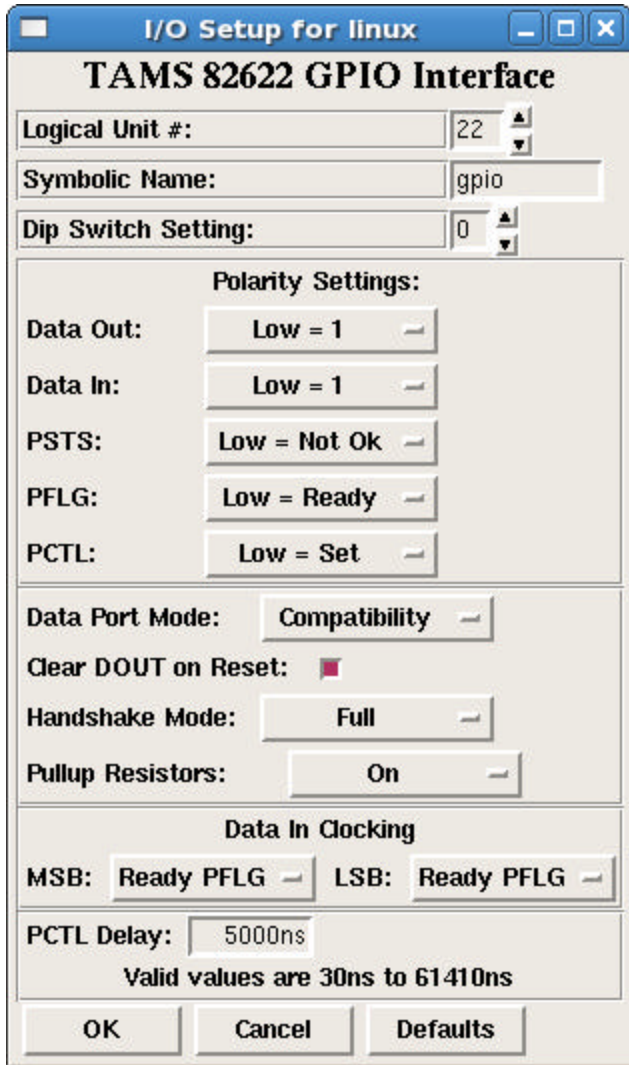 I/O Setup for linux
TAMS 82622 GPIO Interface
Logical Unit #: 22
Symbolic Name: gpio
Dip Switch Setting: 0
Polarity Settings:
Data Out: Low = 1
Data In: Low = 1
PSTS: Low = Not Ok
PFLG: Low = Ready
PCTL: Low = Set
Data Port Mode: Compatibility
Clear DOUT on Reset:
Handshake Mode: Full
Pullup Resistors: On
Data In Clocking
MSB: Ready PFLG LSB: Ready PFLG
PCTL Delay: 5000ns
Valid values are 30ns to 61410ns
OK Cancel Defaults